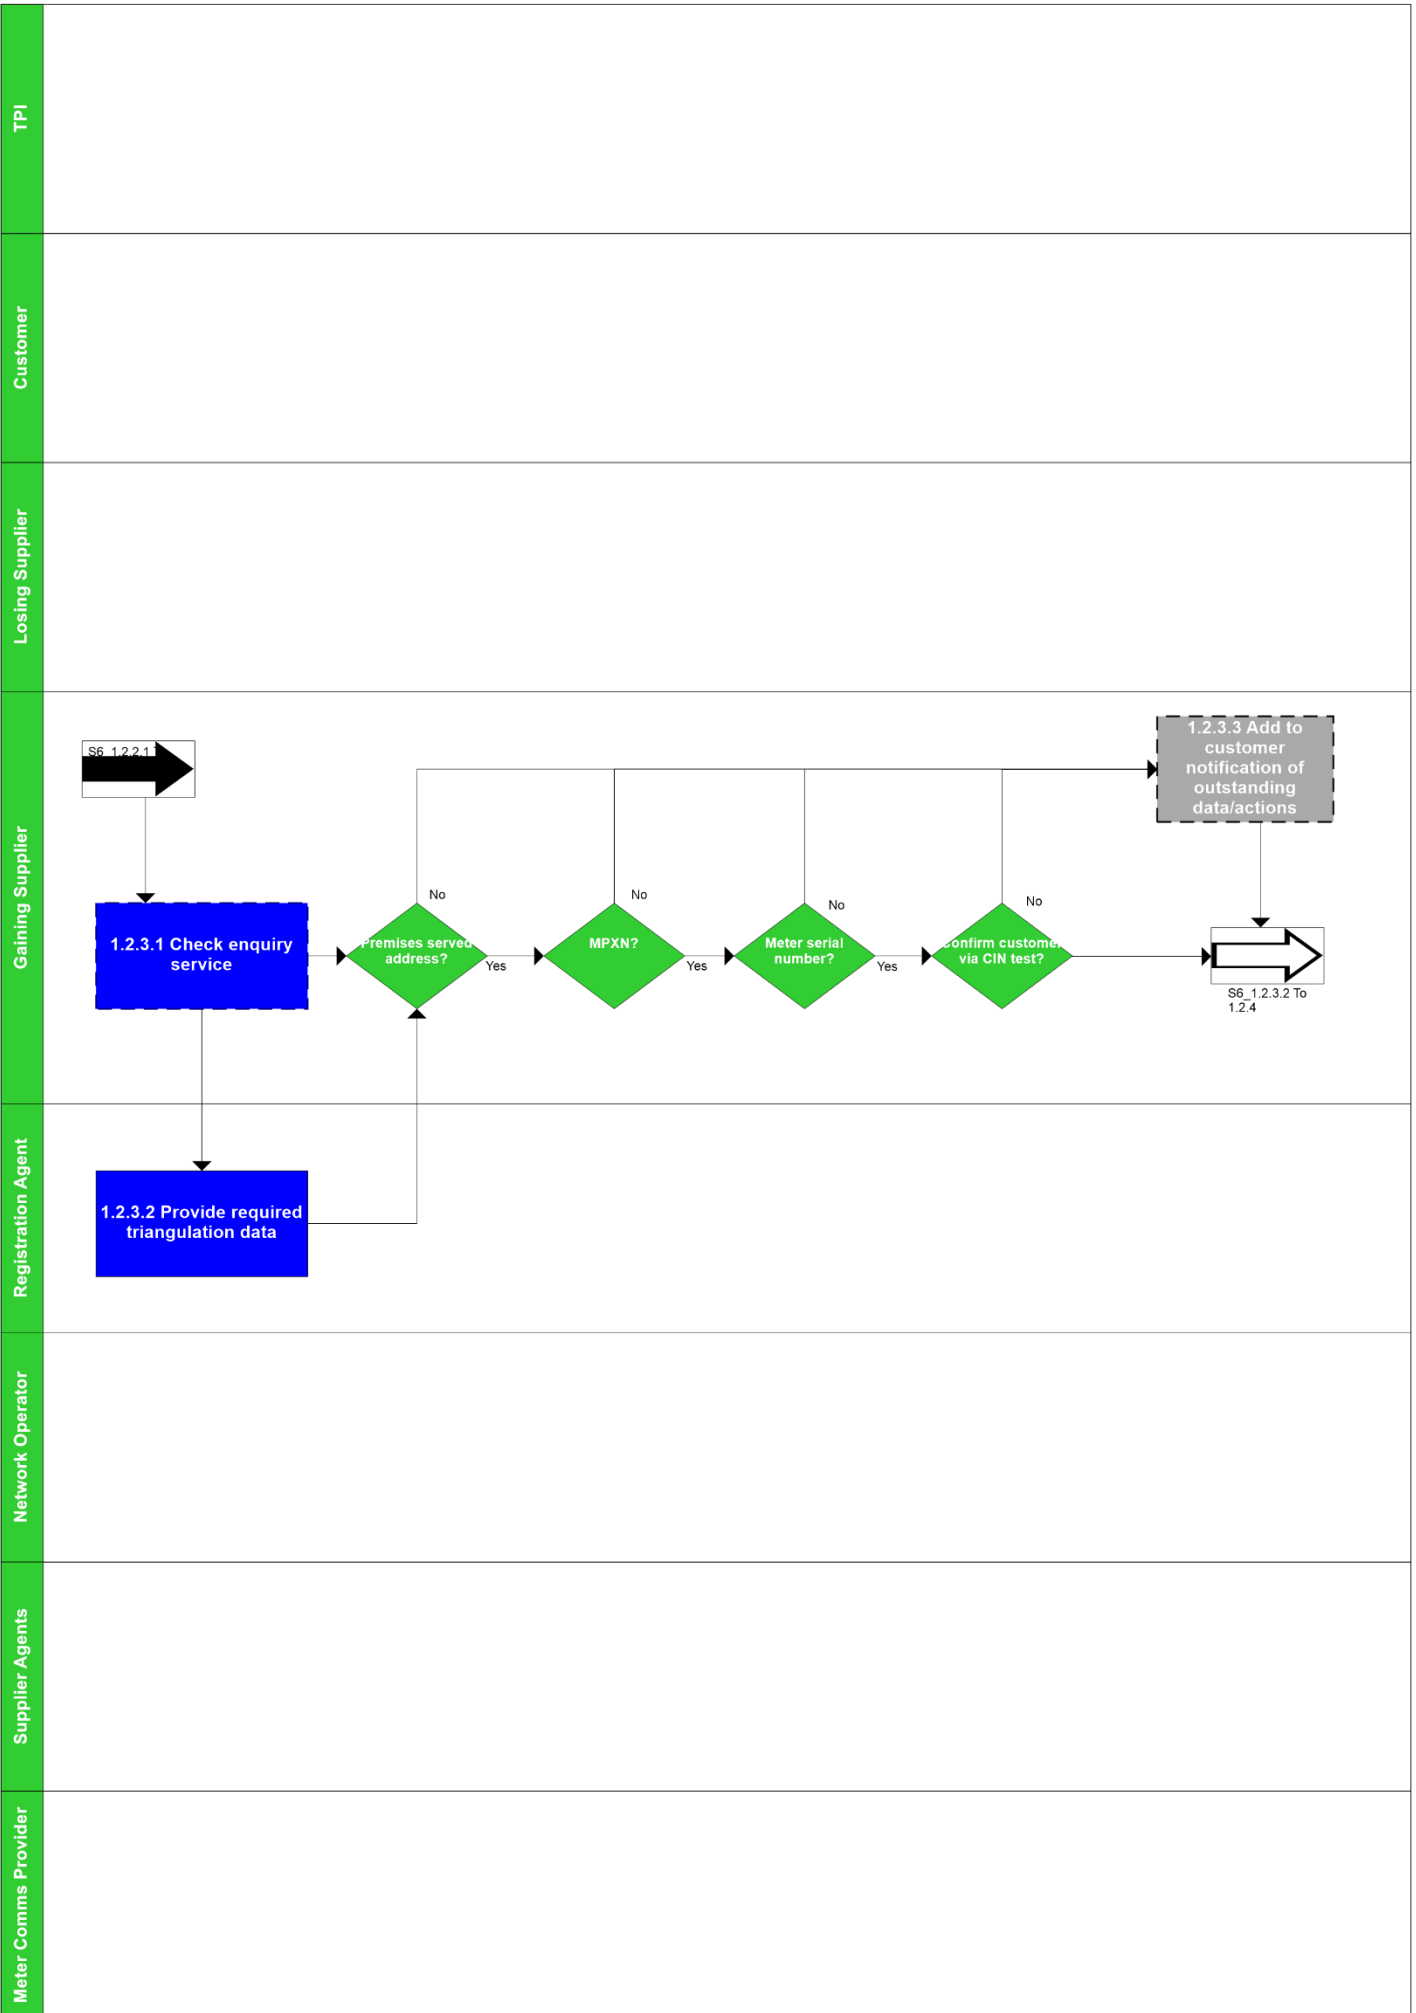 TPI
Customer
Losing Supplier
Gaining Supplier
S6_1.2.2.1
1.2.3.3 Add to
customer
notification of
outstanding
data/actions
No
No
No
No
1.2.3.1 Check enquiry
service
Premises served
address?
Yes
MPXN?
Yes
Meter serial
number?
Yes
Confirm customer
via CIN test?
S6_1.2.3.2 To
1.2.4
Registration Agent
1.2.3.2 Provide required
triangulation data
Network Operator
Supplier Agents
Meter Comms Provider